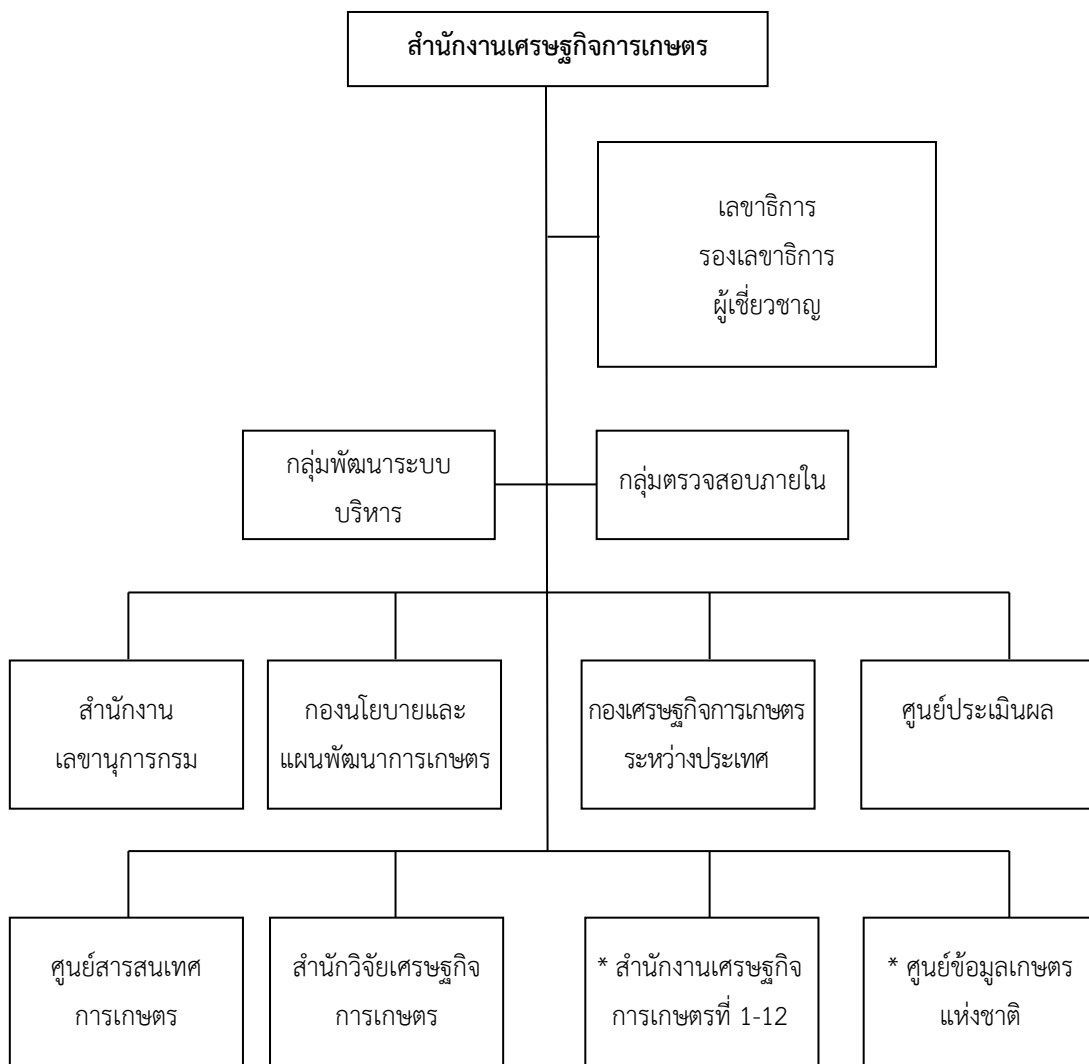 สำนักงานเศรษฐกิจการเกษตร
เลขาธิการ
รองเลขาธิการ
ผู้เชี่ยวชาญ
กลุ่มพัฒนาระบบ
บริหาร
กลุ่มตรวจสอบภายใน
สำนักงาน
เลขานุการกรม
กองนโยบายและ
แผนพัฒนาการเกษตร
กองเศรษฐกิจการเกษตร
ระหว่างประเทศ
ศูนย์ประเมินผล
ศูนย์สารสนเทศ
การเกษตร
สำนักวิจัยเศรษฐกิจ
การเกษตร
* สำนักงานเศรษฐกิจ
การเกษตรที่ 1-12
* ศูนย์ข้อมูลเกษตร
แห่งชาติ